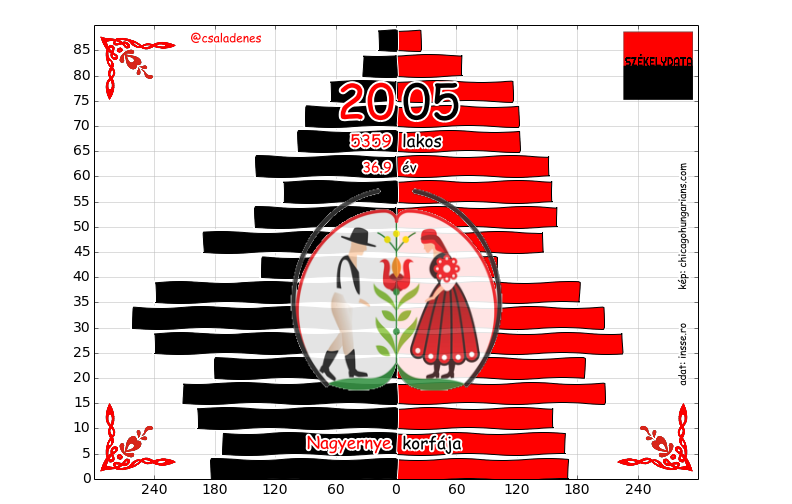 @csaladenes
SZÉKELYDATA
2005
5359 lakos
36.9 év
kép: chicagohungarians.com
adat: insse.ro
Nagyernye korfája
85
80
75
70
65
60
55
50
45
40
35
30
25
20
15
10
5
0
240 180 120 60 0 60 120 180 240